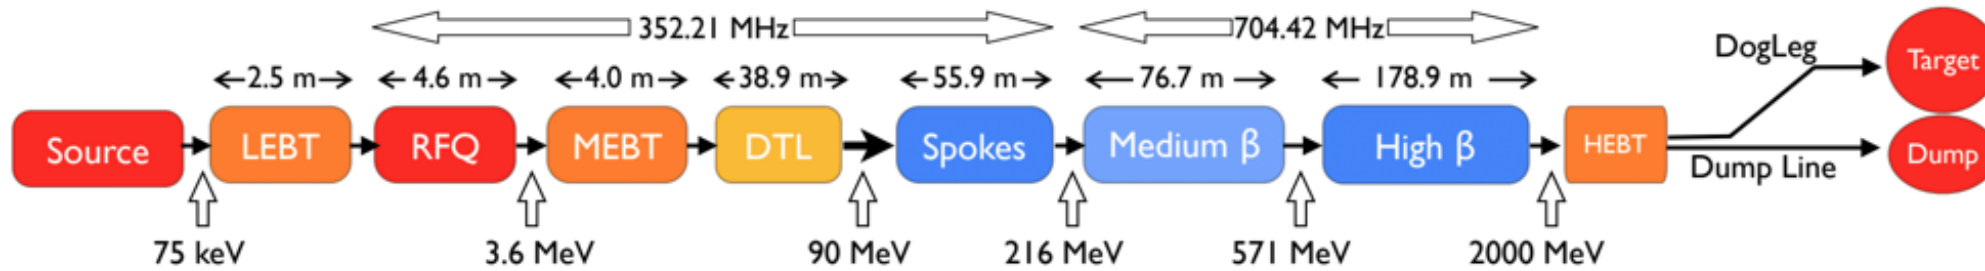 352.21 MHz 704.42 MHz
2.5 m 4.6 m 4.0 m 38.9 m 55.9 m 76.7 m 178.9 m
DogLeg
Target
Source LEBT RFQ MEBT DTL Spokes Medium β High β HEBT
Dump Line
Dump
75 keV 3.6 MeV 90 MeV 216 MeV 571 MeV 2000 MeV